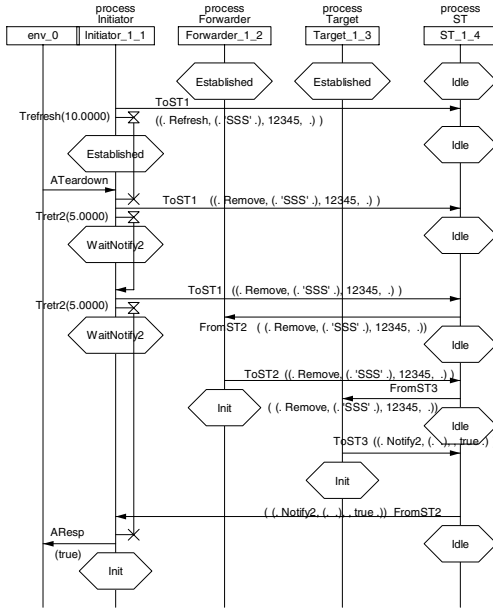 process
Initiator
process
Forwarder
process
Target
process
ST
env_0
Initiator_1_1
Forwarder_1_2
Target_1_3
ST_1_4
Established
Established
Idle
ToST1
Trefresh(10.0000)
((. Refresh, (. 'SSS' .), 12345, .) )
Idle
Established
ATeardown
ToST1 ((. Remove, (. 'SSS' .), 12345, .) )
Tretr2(5.0000)
WaitNotify2
Idle
ToST1 ((. Remove, (. 'SSS' .), 12345, .) )
Tretr2(5.0000)
FromST2 ( (. Remove, (. 'SSS' .), 12345, .))
WaitNotify2
Idle
ToST2 ((. Remove, (. 'SSS' .), 12345, .) )
FromST3
Init
( (. Remove, (. 'SSS' .), 12345, .))
Idle
ToST3 ((. Notify2, (. .), , true .)
Init
( (. Notify2, (. .), , true .)) FromST2
AResp
(true)
Idle
Init